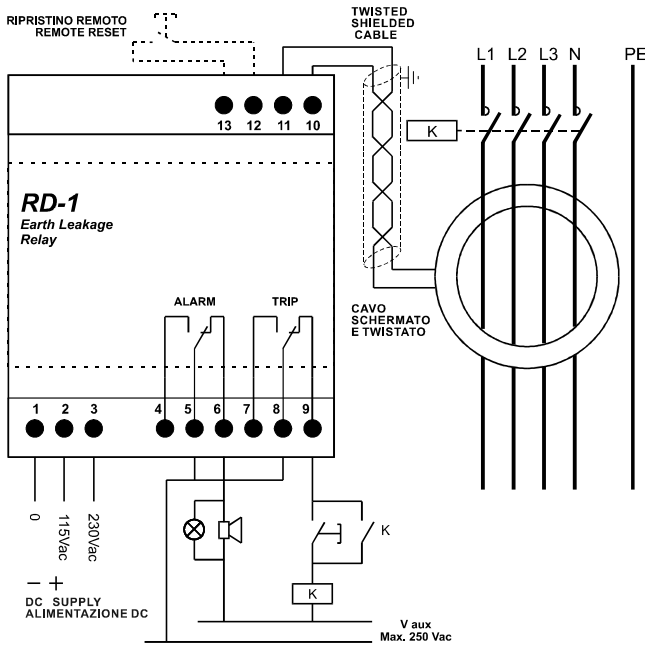 RIPRISTINO REMOTO
REMOTE RESET
TWISTED
SHIELDED
CABLE
L1 L2 L3 N PE
13 12 11 10
K
RD-1
Earth Leakage
Relay
ALARM TRIP
CAVO
SCHERMATO
E TWISTATO
1 2 3 4 5 6 7 8 9
0 115Vac 230Vac
K
− +
DC SUPPLY
ALIMENTAZIONE DC
K
V aux
Max. 250 Vac